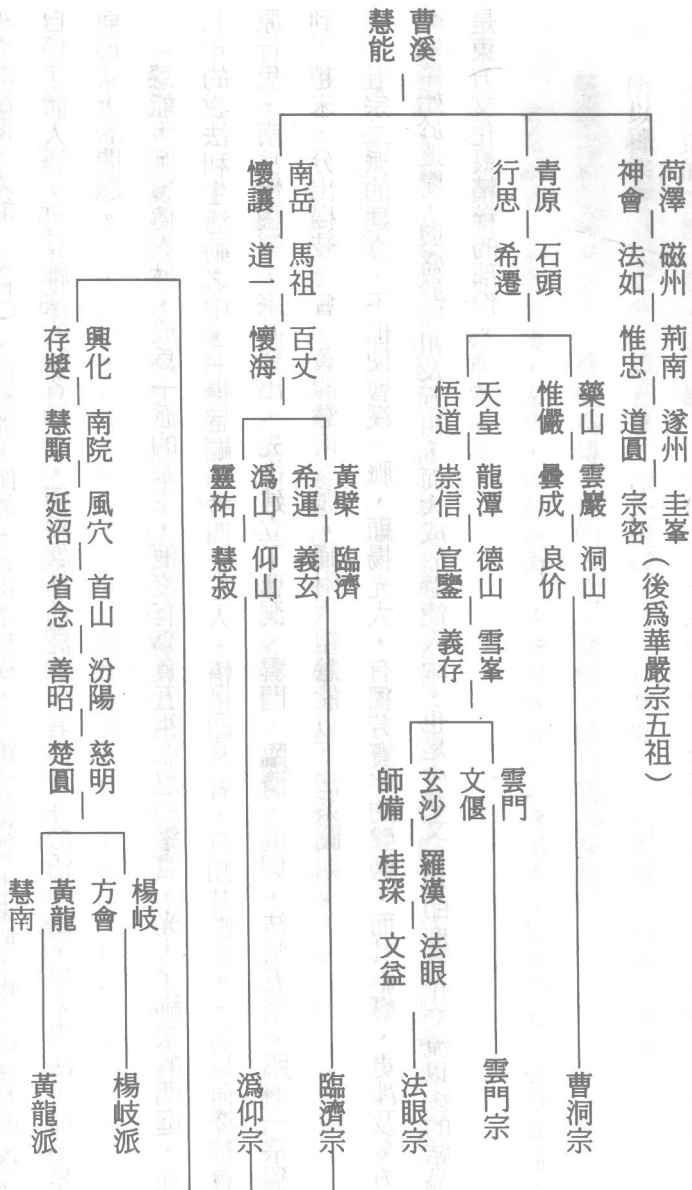 曹溪
慧能
荷澤 磁州 荊南 遂州 圭峯
神會 法如 惟忠 道圓 宗密（後爲華嚴宗五祖）
青原 石頭
行思 希遷
藥山 雲巖 洞山
惟儼 曇成 良价
曹洞宗
天皇 龍潭 德山 雪峯
悟道 崇信 宣鑒 義存
雲門
文偃
雲門宗
玄沙 羅漢 法眼
師備 桂琛 文益
法眼宗
南岳 馬祖 百丈
懷讓 道一 懷海
黃檗 臨濟
希運 義玄
臨濟宗
潙山 仰山
靈祐 慧寂
潙仰宗
興化 南院 風穴 首山 汾陽 慈明
存獎 慧顒 延沼 省念 善昭 楚圓
楊岐
方會
楊岐派
黃龍
慧南
黃龍派